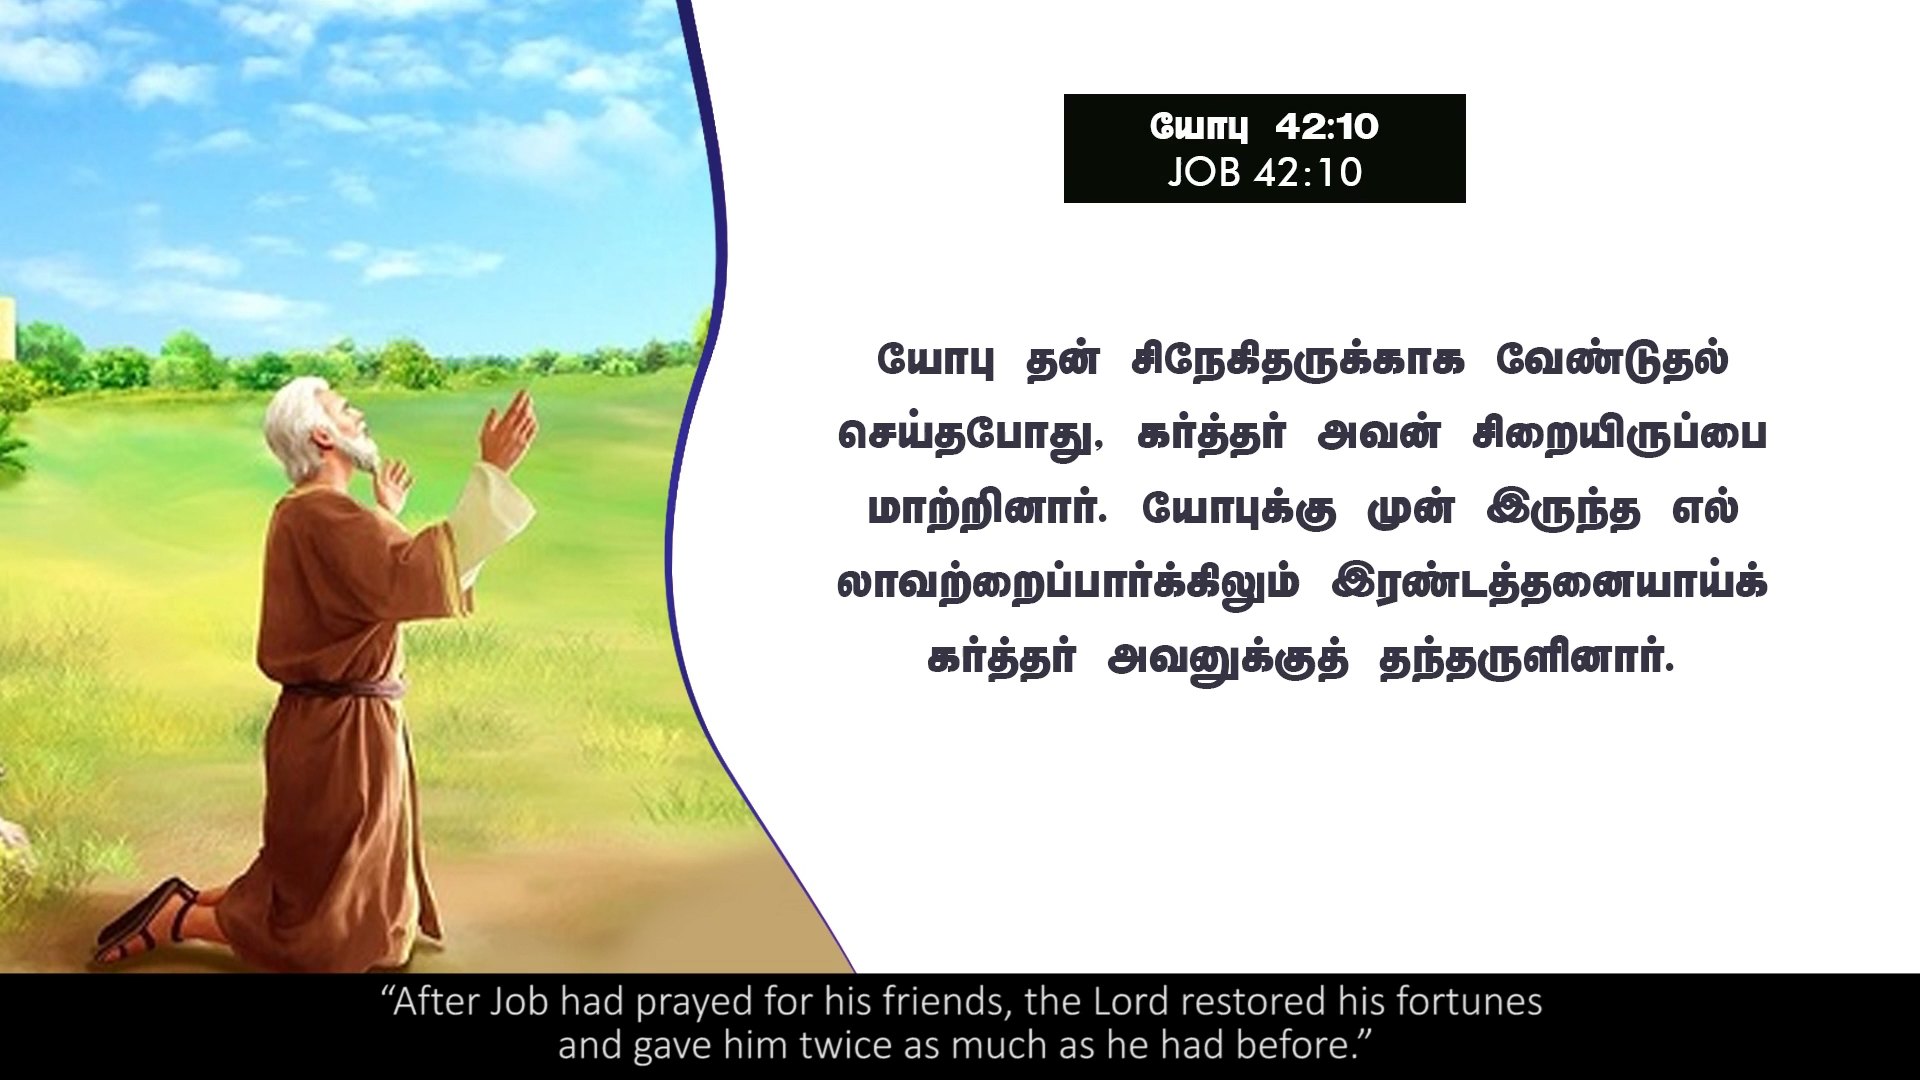 யோபு 42:10
JOB 42:10
யோபு தன் சிநேகிதருக்காக வேண்டுதல்
செய்தபோது, கர்த்தர் அவன் சிறையிருப்பை
மாற்றினார். யோபுக்கு முன் இருந்த எல்
லாவற்றைப்பார்க்கிலும் இரண்டத்தனையாய்க்
கர்த்தர் அவனுக்குத் தந்தருளினார்.
“After Job had prayed for his friends, the Lord restored his fortunes
and gave him twice as much as he had before.”